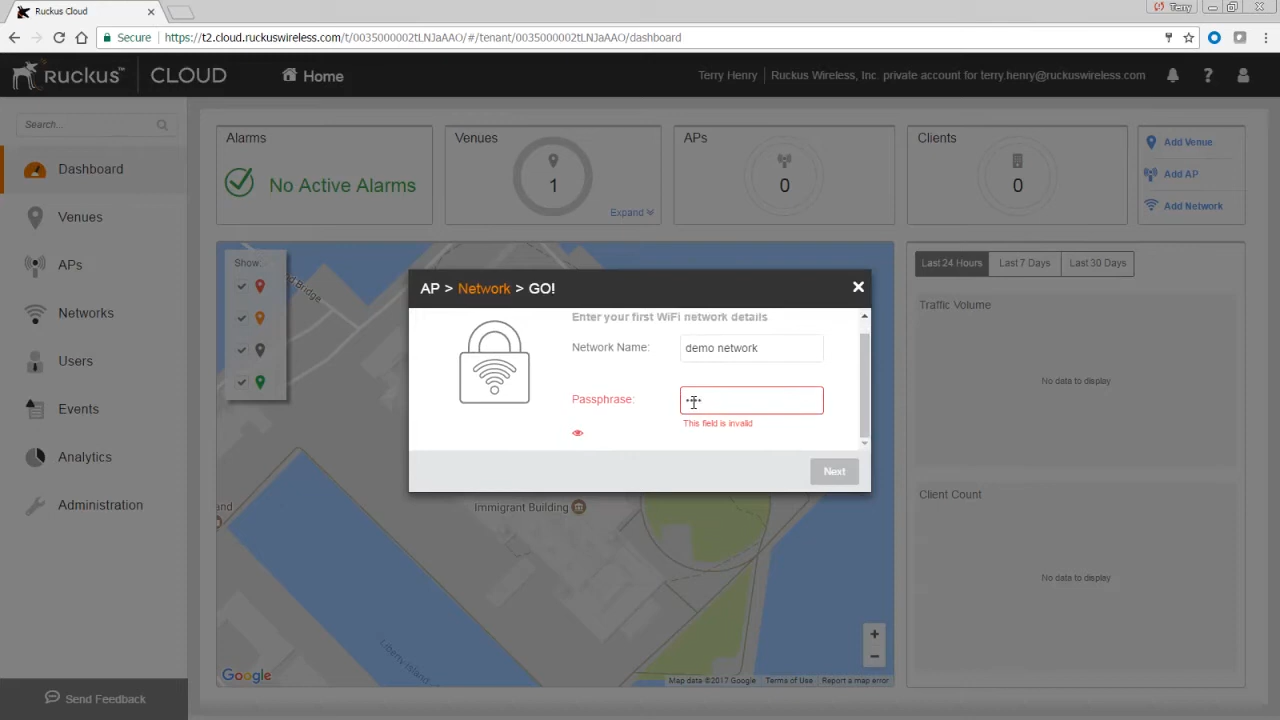 Ruckus Cloud
Terry
Secure
https://t2.cloud.ruckuswireless.com/t/0035000002tLNJaAAO/#/tenant/0035000002tLNJaAAO/dashboard
RUCKUS™ CLOUD
Home
Terry Henry
Ruckus Wireless, Inc. private account for terry.henry@ruckuswireless.com
?
Search...
Dashboard
Venues
APs
Networks
Users
Events
Analytics
Administration
Send Feedback
Alarms
No Active Alarms
Venues
1
Expand
APs
0
Clients
0
Add Venue
Add AP
Add Network
Show...
AP > Network > GO!
Enter your first WiFi network details
Network Name: demo network
Passphrase: ••••
This field is invalid
Next
Immigrant Building
Liberty Island
Google
Map data ©2017 Google
Terms of Use
Report a map error
+
−
Last 24 Hours
Last 7 Days
Last 30 Days
Traffic Volume
No data to display
Client Count
No data to display